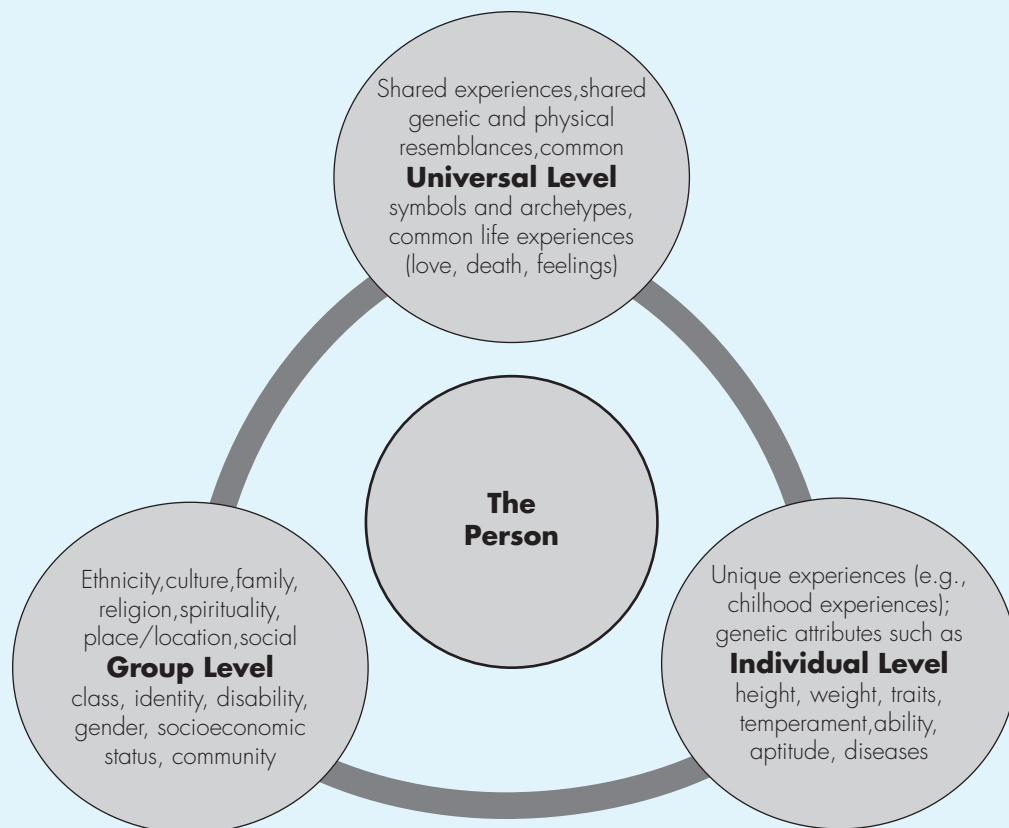 Shared experiences,shared
genetic and physical
resemblances,common
Universal Level
symbols and archetypes,
common life experiences
(love, death, feelings)
The
Person
Ethnicity,culture,family,
religion,spirituality,
place/location,social
Group Level
class, identity, disability,
gender, socioeconomic
status, community
Unique experiences (e.g.,
chilhood experiences);
genetic attributes such as
Individual Level
height, weight, traits,
temperament,ability,
aptitude, diseases